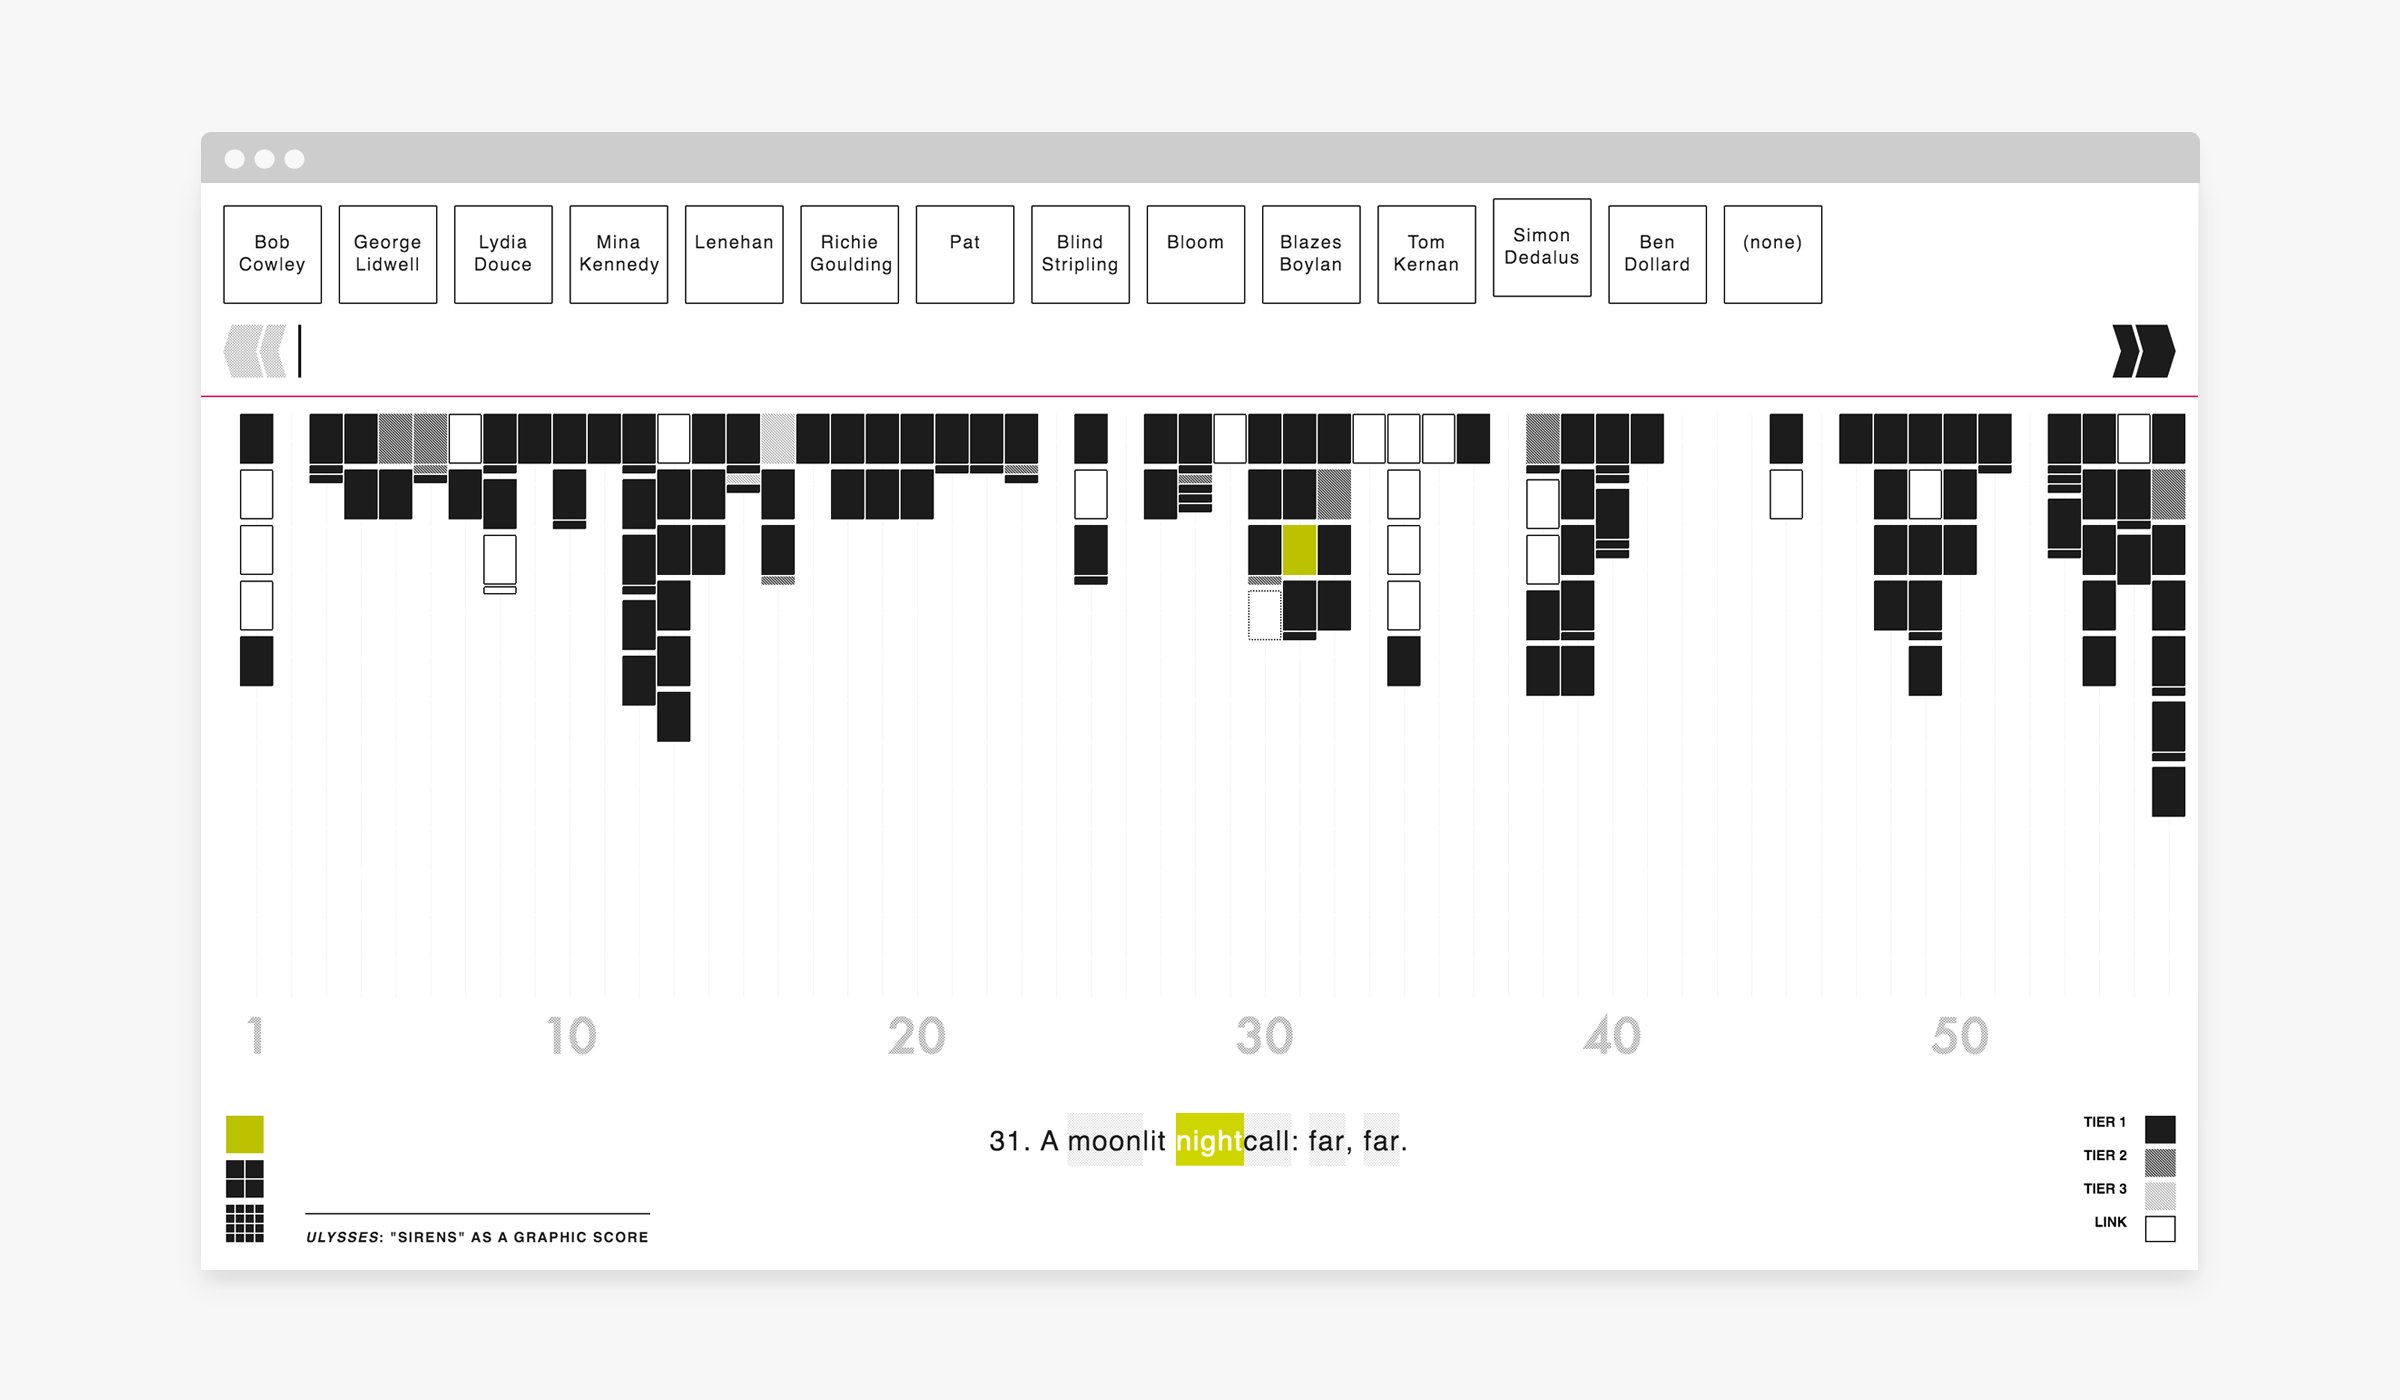 Bob
Cowley
George
Lidwell
Lydia
Douce
Mina
Kennedy
Lenehan
Richie
Goulding
Pat
Blind
Stripling
Bloom
Blazes
Boylan
Tom
Kernan
Simon
Dedalus
Ben
Dollard
(none)
1 10 20 30 40 50
31. A moonlit nightcall: far, far.
TIER 1
TIER 2
TIER 3
LINK
ULYSSES: "SIRENS" AS A GRAPHIC SCORE